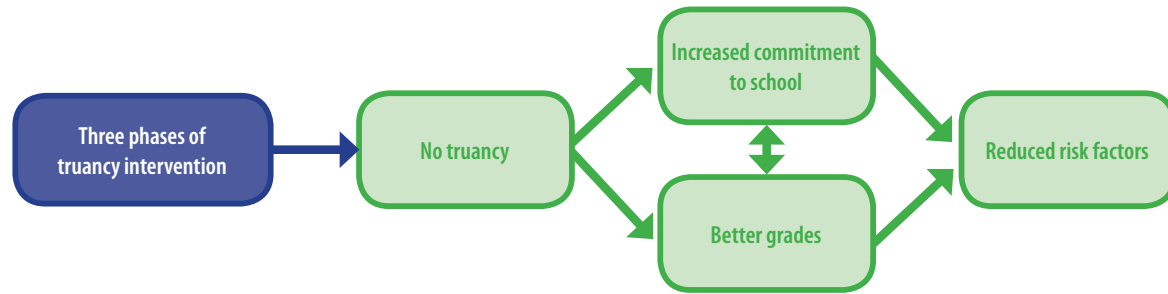 Three phases of
truancy intervention
No truancy
Increased commitment
to school
Better grades
Reduced risk factors